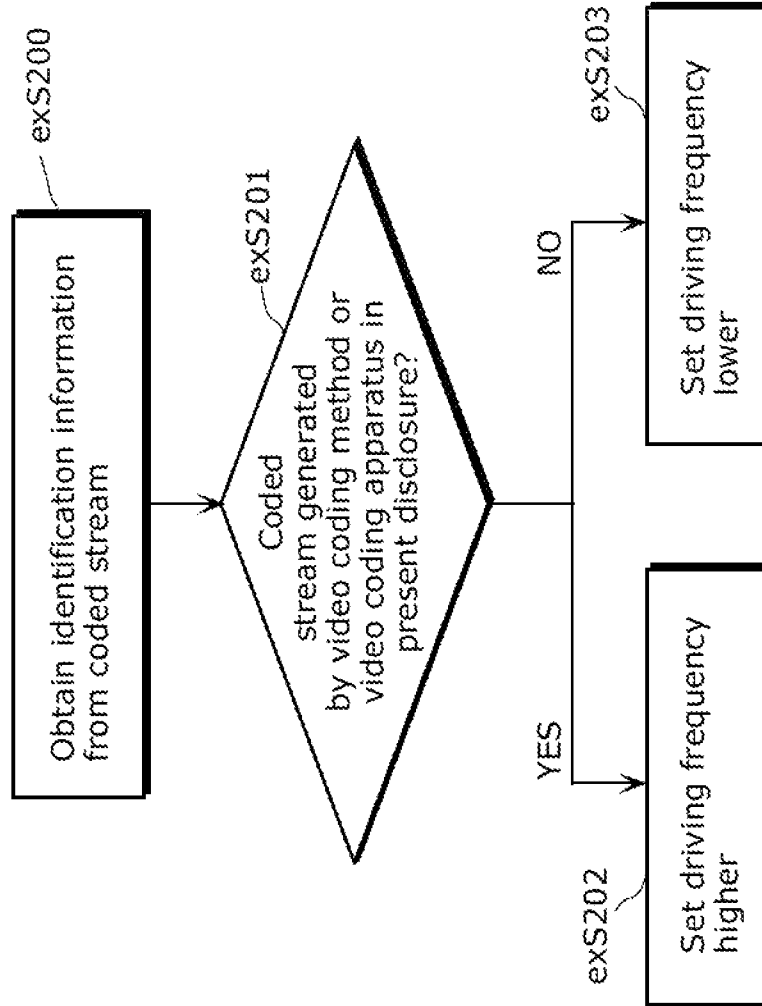 exS200
Obtain identification information
from coded stream
exS201
Coded
stream generated
by video coding method or
video coding apparatus in
present disclosure?
YES
NO
exS202
exS203
Set driving frequency
higher
Set driving frequency
lower